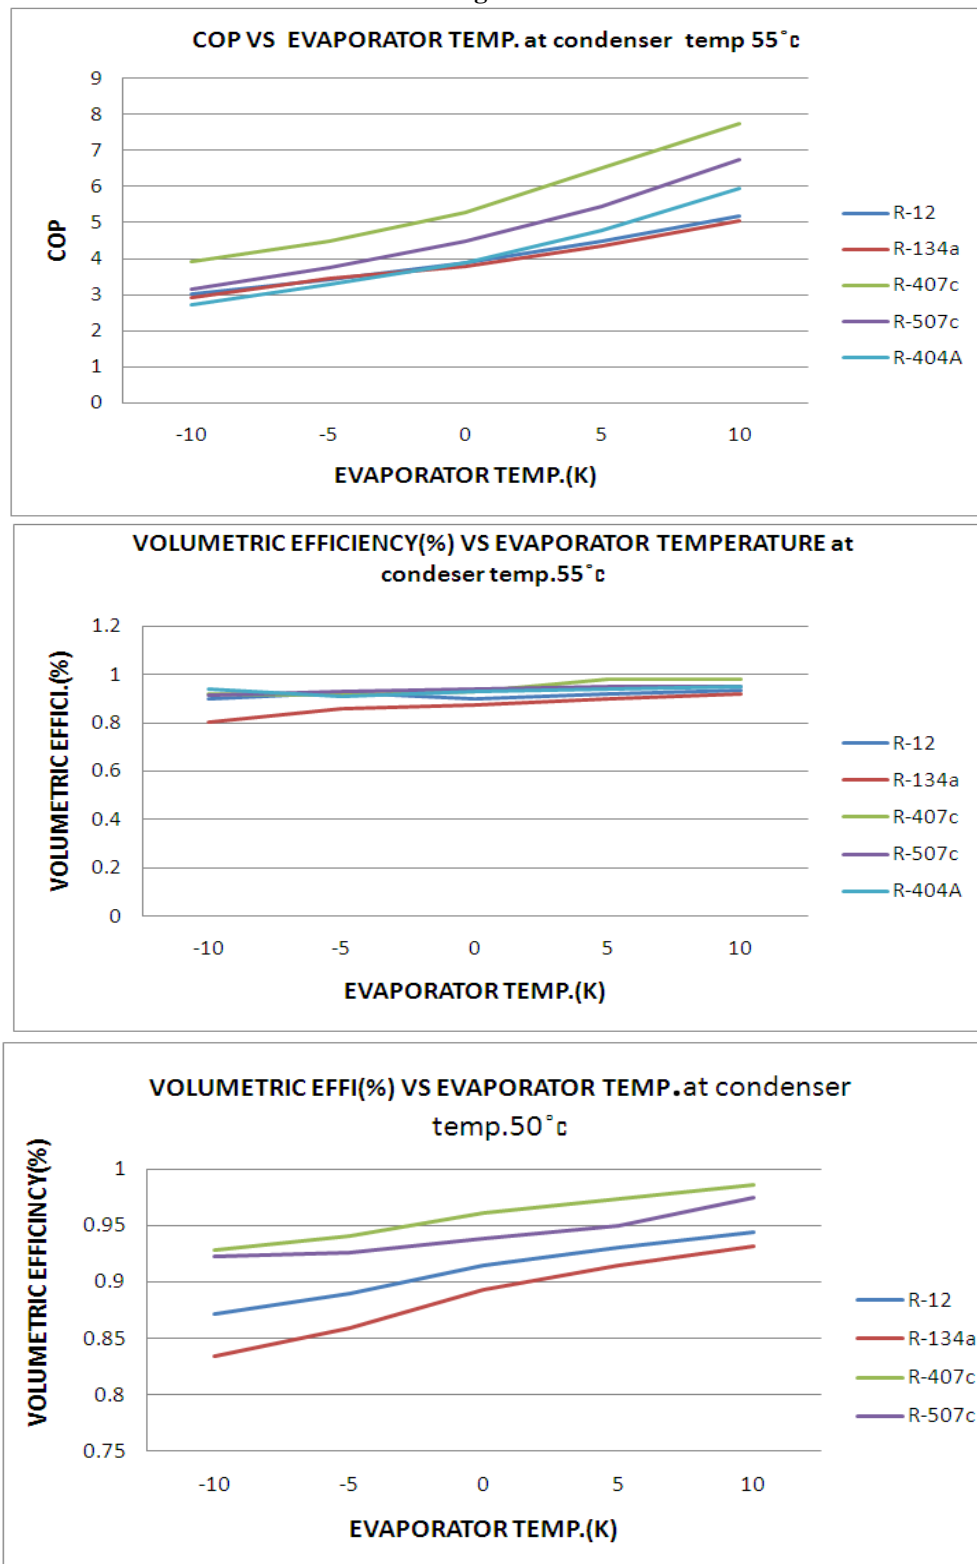 COP VS EVAPORATOR TEMP. at condenser temp 55˚c
9
8
7
6
5
4
3
2
1
0
COP
-10 -5 0 5 10
EVAPORATOR TEMP.(K)
R-12
R-134a
R-407c
R-507c
R-404A
VOLUMETRIC EFFICIENCY(%) VS EVAPORATOR TEMPERATURE at
condeser temp.55˚c
1.2
1
0.8
0.6
0.4
0.2
0
VOLUMETRIC EFFICI.(%)
-10 -5 0 5 10
EVAPORATOR TEMP.(K)
R-12
R-134a
R-407c
R-507c
R-404A
VOLUMETRIC EFFI(%) VS EVAPORATOR TEMP.at condenser
temp.50˚c
1
0.95
0.9
0.85
0.8
0.75
VOLUMETRIC EFFICINCY(%)
-10 -5 0 5 10
EVAPORATOR TEMP.(K)
R-12
R-134a
R-407c
R-507c